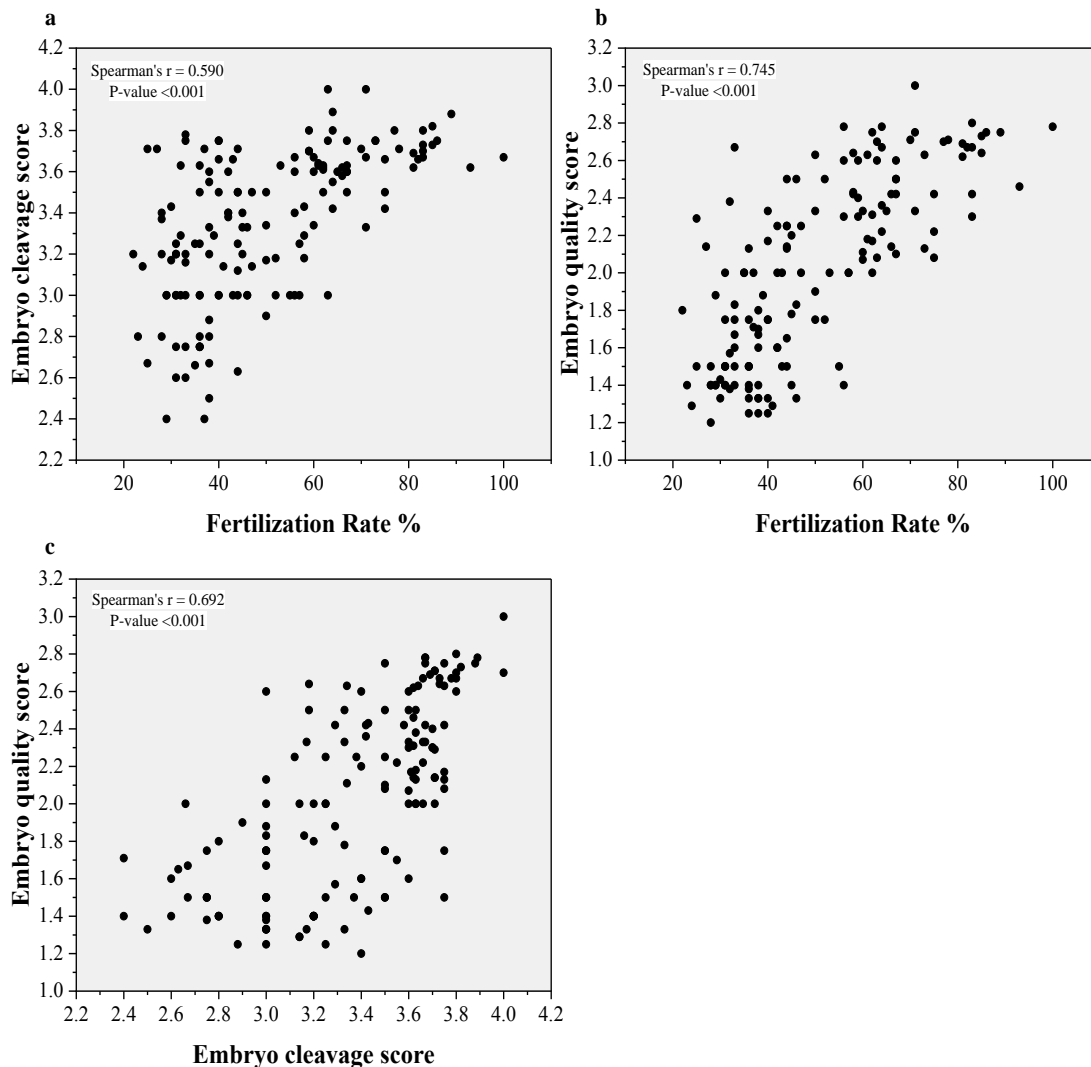 a
Spearman's r = 0.590
P-value <0.001
4.2
4.0
3.8
3.6
3.4
3.2
3.0
2.8
2.6
2.4
2.2
20 40 60 80 100
Embryo cleavage score
Fertilization Rate %
b
Spearman's r = 0.745
P-value <0.001
3.2
3.0
2.8
2.6
2.4
2.2
2.0
1.8
1.6
1.4
1.2
1.0
20 40 60 80 100
Embryo quality score
Fertilization Rate %
c
Spearman's r = 0.692
P-value <0.001
3.2
3.0
2.8
2.6
2.4
2.2
2.0
1.8
1.6
1.4
1.2
1.0
2.2 2.4 2.6 2.8 3.0 3.2 3.4 3.6 3.8 4.0 4.2
Embryo quality score
Embryo cleavage score